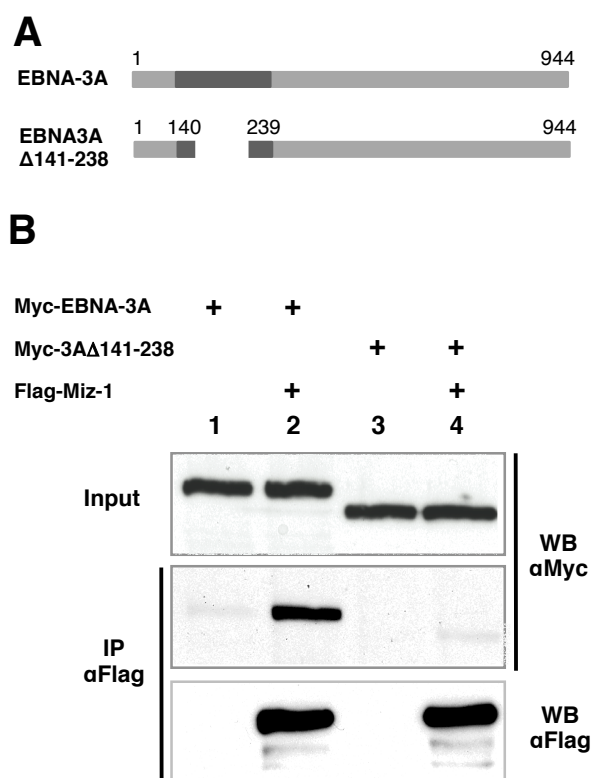 A
1 944
EBNA-3A
1 140 239 944
EBNA3A
Δ141-238
B
Myc-EBNA-3A + +
Myc-3AΔ141-238 + +
Flag-Miz-1 + +
1 2 3 4
Input
WB
αMyc
IP
αFlag
WB
αFlag